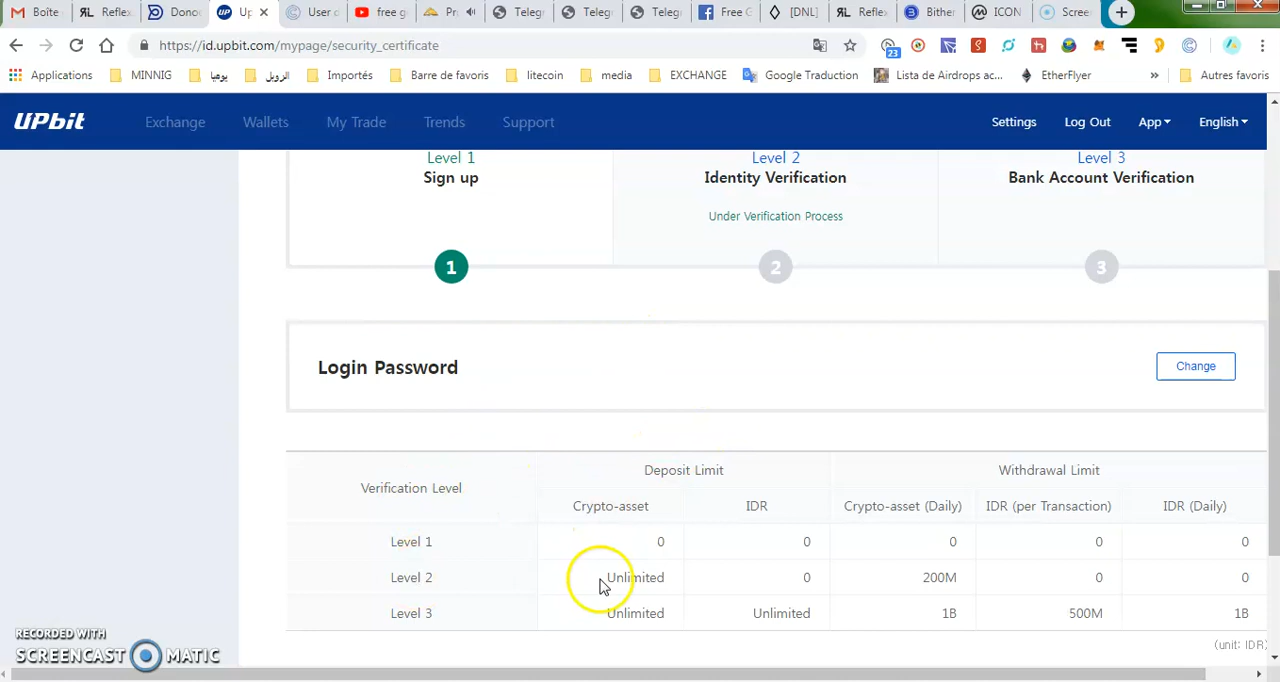 Boîte
Reflex
Dono
Up
User o
free g
Pr
Telegr
Teleg
Teleg
Free G
[DNL]
Reflex
Bither
ICON
Scree
https://id.upbit.com/mypage/security_certificate
23
Applications
MINNIG
يوميا
الروبل
Importés
Barre de favoris
litecoin
media
EXCHANGE
Google Traduction
Lista de Airdrops ac...
EtherFlyer
»
Autres favoris
UPbit
Exchange
Wallets
My Trade
Trends
Support
Settings
Log Out
App
English
Level 1
Sign up
Level 2
Identity Verification
Under Verification Process
Level 3
Bank Account Verification
1
2
3
Login Password
Change
Verification Level
Deposit Limit
Withdrawal Limit
Crypto-asset
IDR
Crypto-asset (Daily)
IDR (per Transaction)
IDR (Daily)
Level 1 0 0 0 0 0
Level 2 Unlimited 0 200M 0 0
Level 3 Unlimited Unlimited 1B 500M 1B
(unit: IDR)
RECORDED WITH
SCREENCAST MATIC